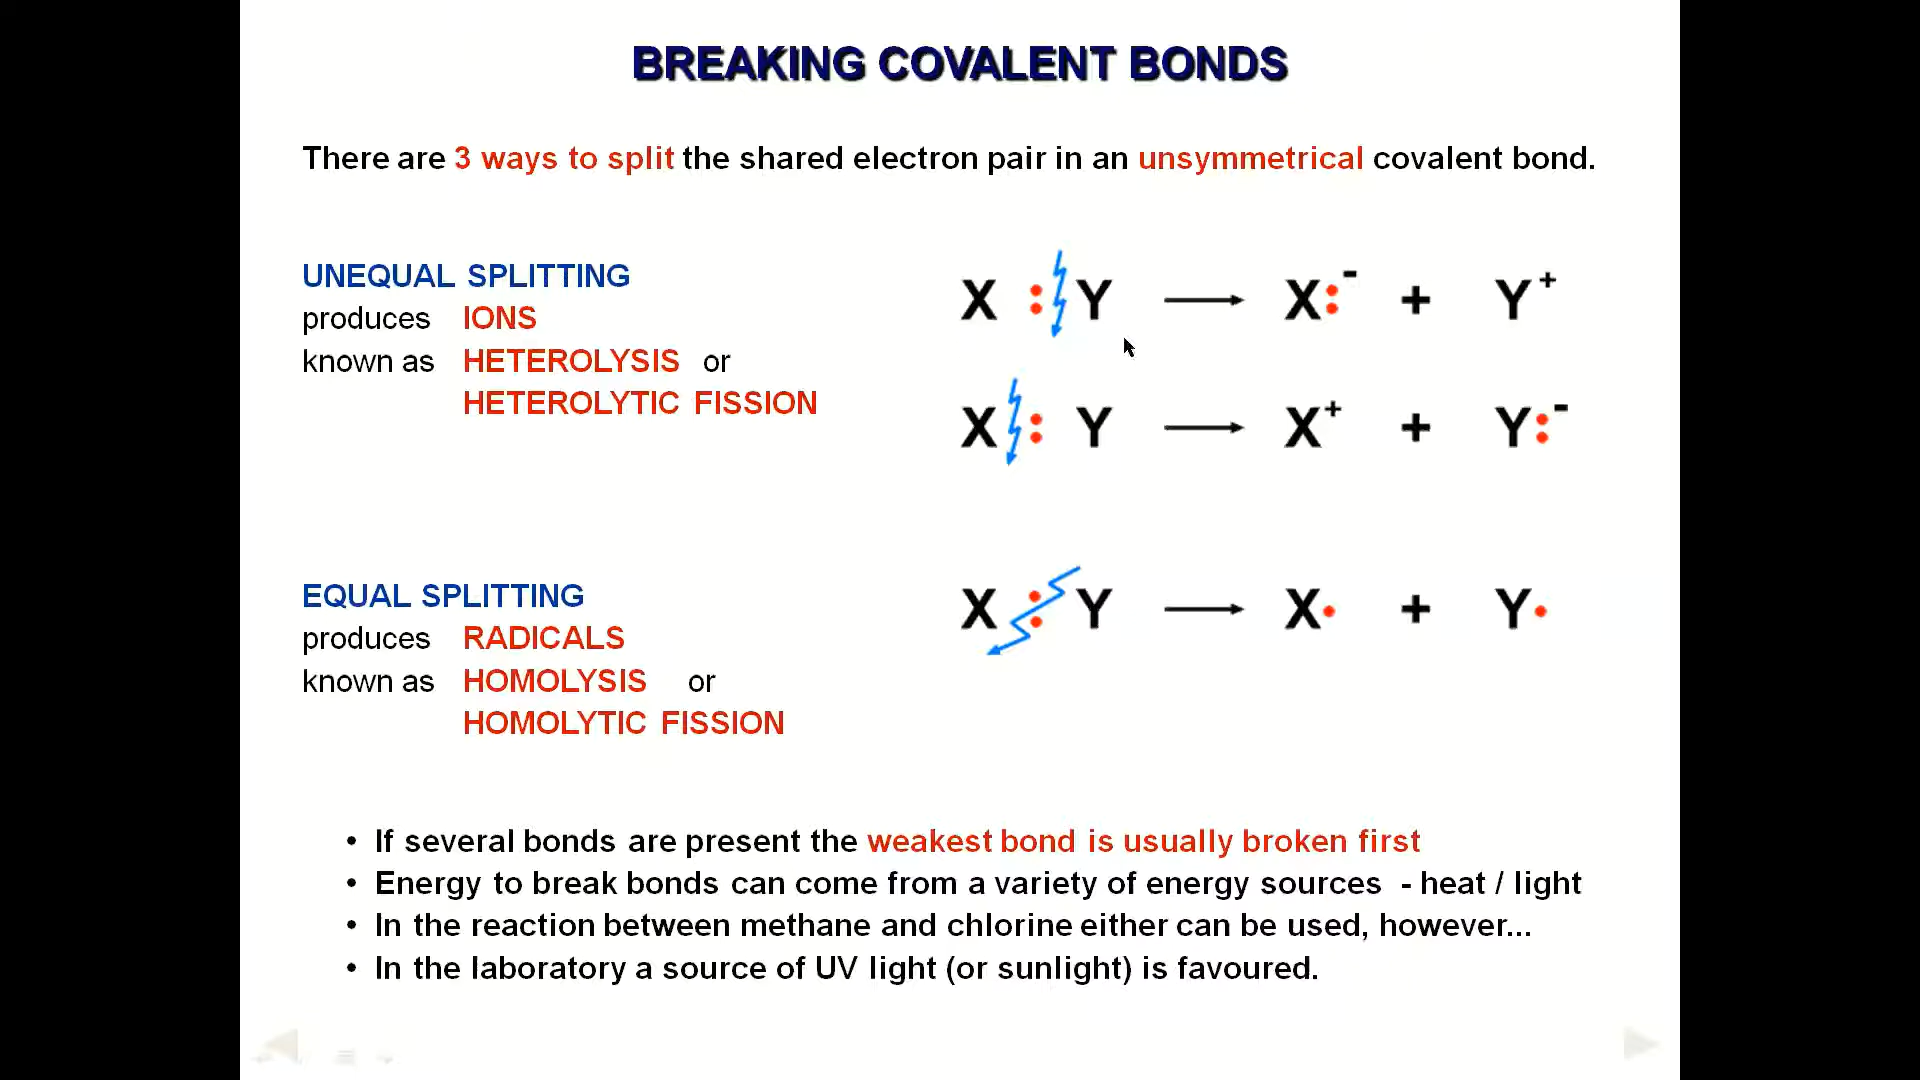 BREAKING COVALENT BONDS
There are 3 ways to split the shared electron pair in an unsymmetrical covalent bond.
UNEQUAL SPLITTING
produces IONS
known as HETEROLYSIS or
HETEROLYTIC FISSION
X : Y → X:⁻ + Y⁺
X : Y → X⁺ + Y:⁻
EQUAL SPLITTING
produces RADICALS
known as HOMOLYSIS or
HOMOLYTIC FISSION
X : Y → X• + Y•
• If several bonds are present the weakest bond is usually broken first
• Energy to break bonds can come from a variety of energy sources - heat / light
• In the reaction between methane and chlorine either can be used, however...
• In the laboratory a source of UV light (or sunlight) is favoured.